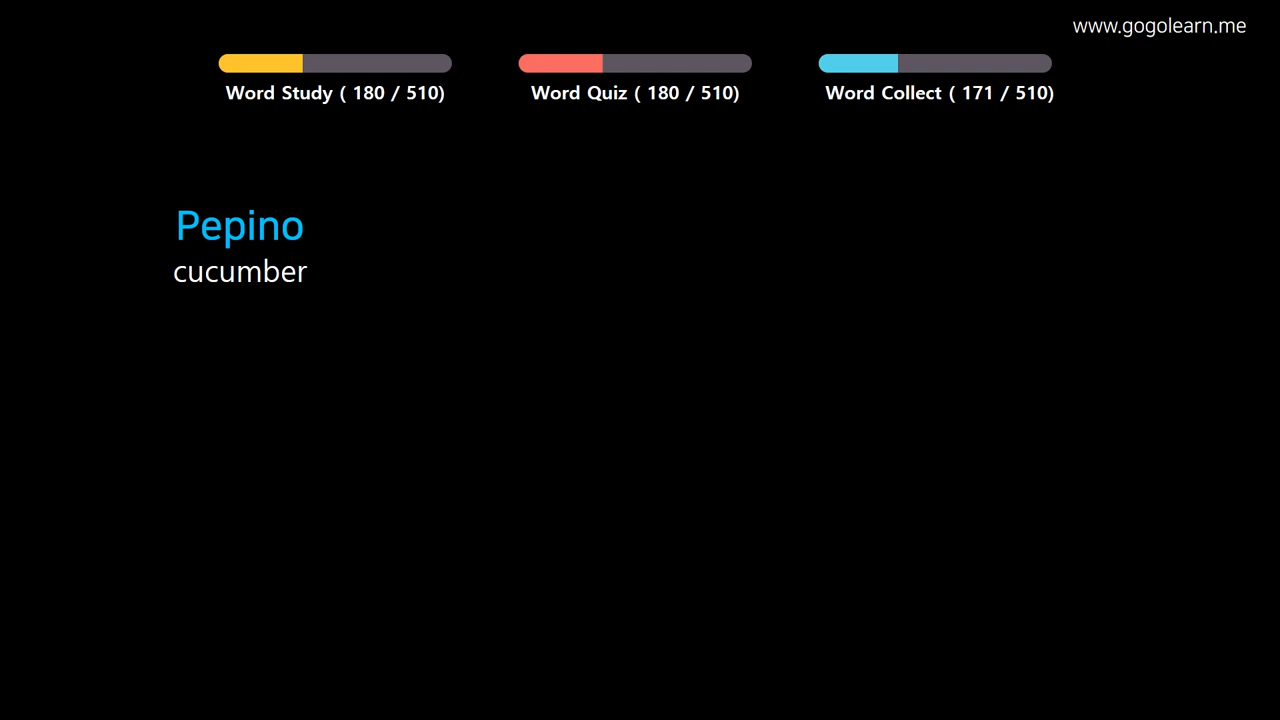 www.gogolearn.me
Word Study ( 180 / 510)
Word Quiz ( 180 / 510)
Word Collect ( 171 / 510)
Pepino
cucumber